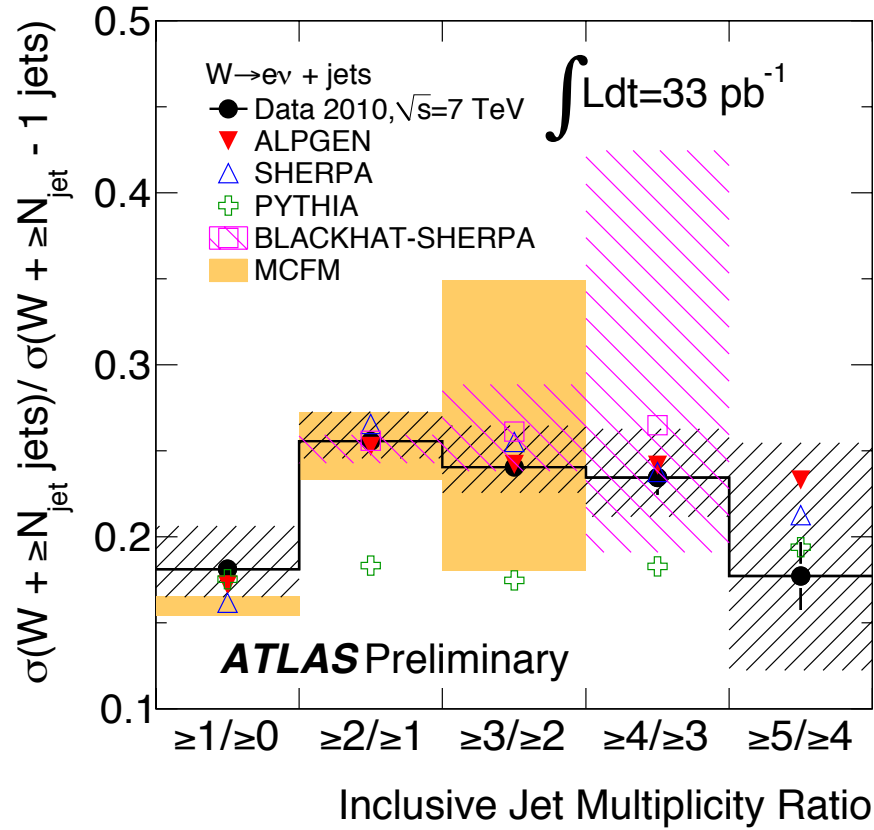 σ(W + ≥N_jet jets)/ σ(W + ≥N_jet - 1 jets)
0.5
0.4
0.3
0.2
0.1
W→eν + jets
Data 2010,√s=7 TeV
ALPGEN
SHERPA
PYTHIA
BLACKHAT-SHERPA
MCFM
∫Ldt=33 pb⁻¹
ATLAS Preliminary
≥1/≥0 ≥2/≥1 ≥3/≥2 ≥4/≥3 ≥5/≥4
Inclusive Jet Multiplicity Ratio